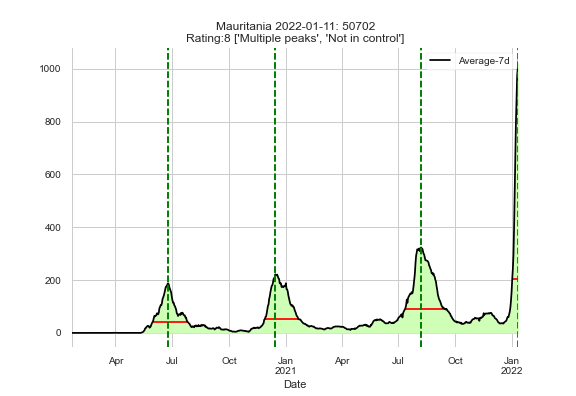 Mauritania 2022-01-11: 50702
Rating:8 ['Multiple peaks', 'Not in control']
Average-7d
1000
800
600
400
200
0
Apr Jul Oct Jan Apr Jul Oct Jan
2021 2022
Date